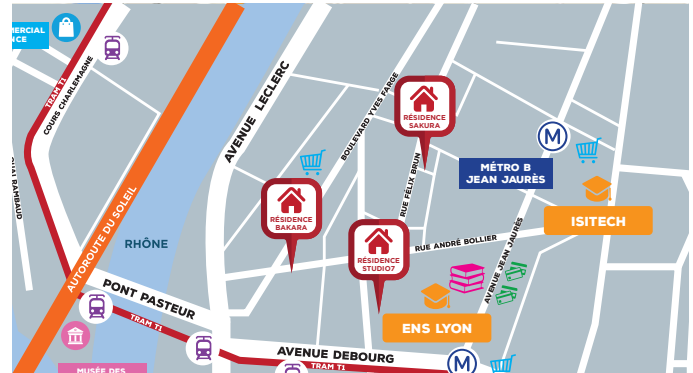 MERCIAL
NCE
TRAM T1
COURS CHARLEMAGNE
QUAI RAMBAUD
AUTOROUTE DU SOLEIL
RHÔNE
AVENUE LECLERC
BOULEVARD YVES FARGE
RÉSIDENCE
SAKURA
RUE FÉLIX BRUN
M
MÉTRO B
JEAN JAURÈS
ISITECH
RÉSIDENCE
BAKARA
RÉSIDENCE
STUDIO7
RUE ANDRÉ BOLLIER
AVENUE JEAN JAURÈS
PONT PASTEUR
TRAM T1
ENS LYON
AVENUE DEBOURG
TRAM T1
M
MUSÉE DES